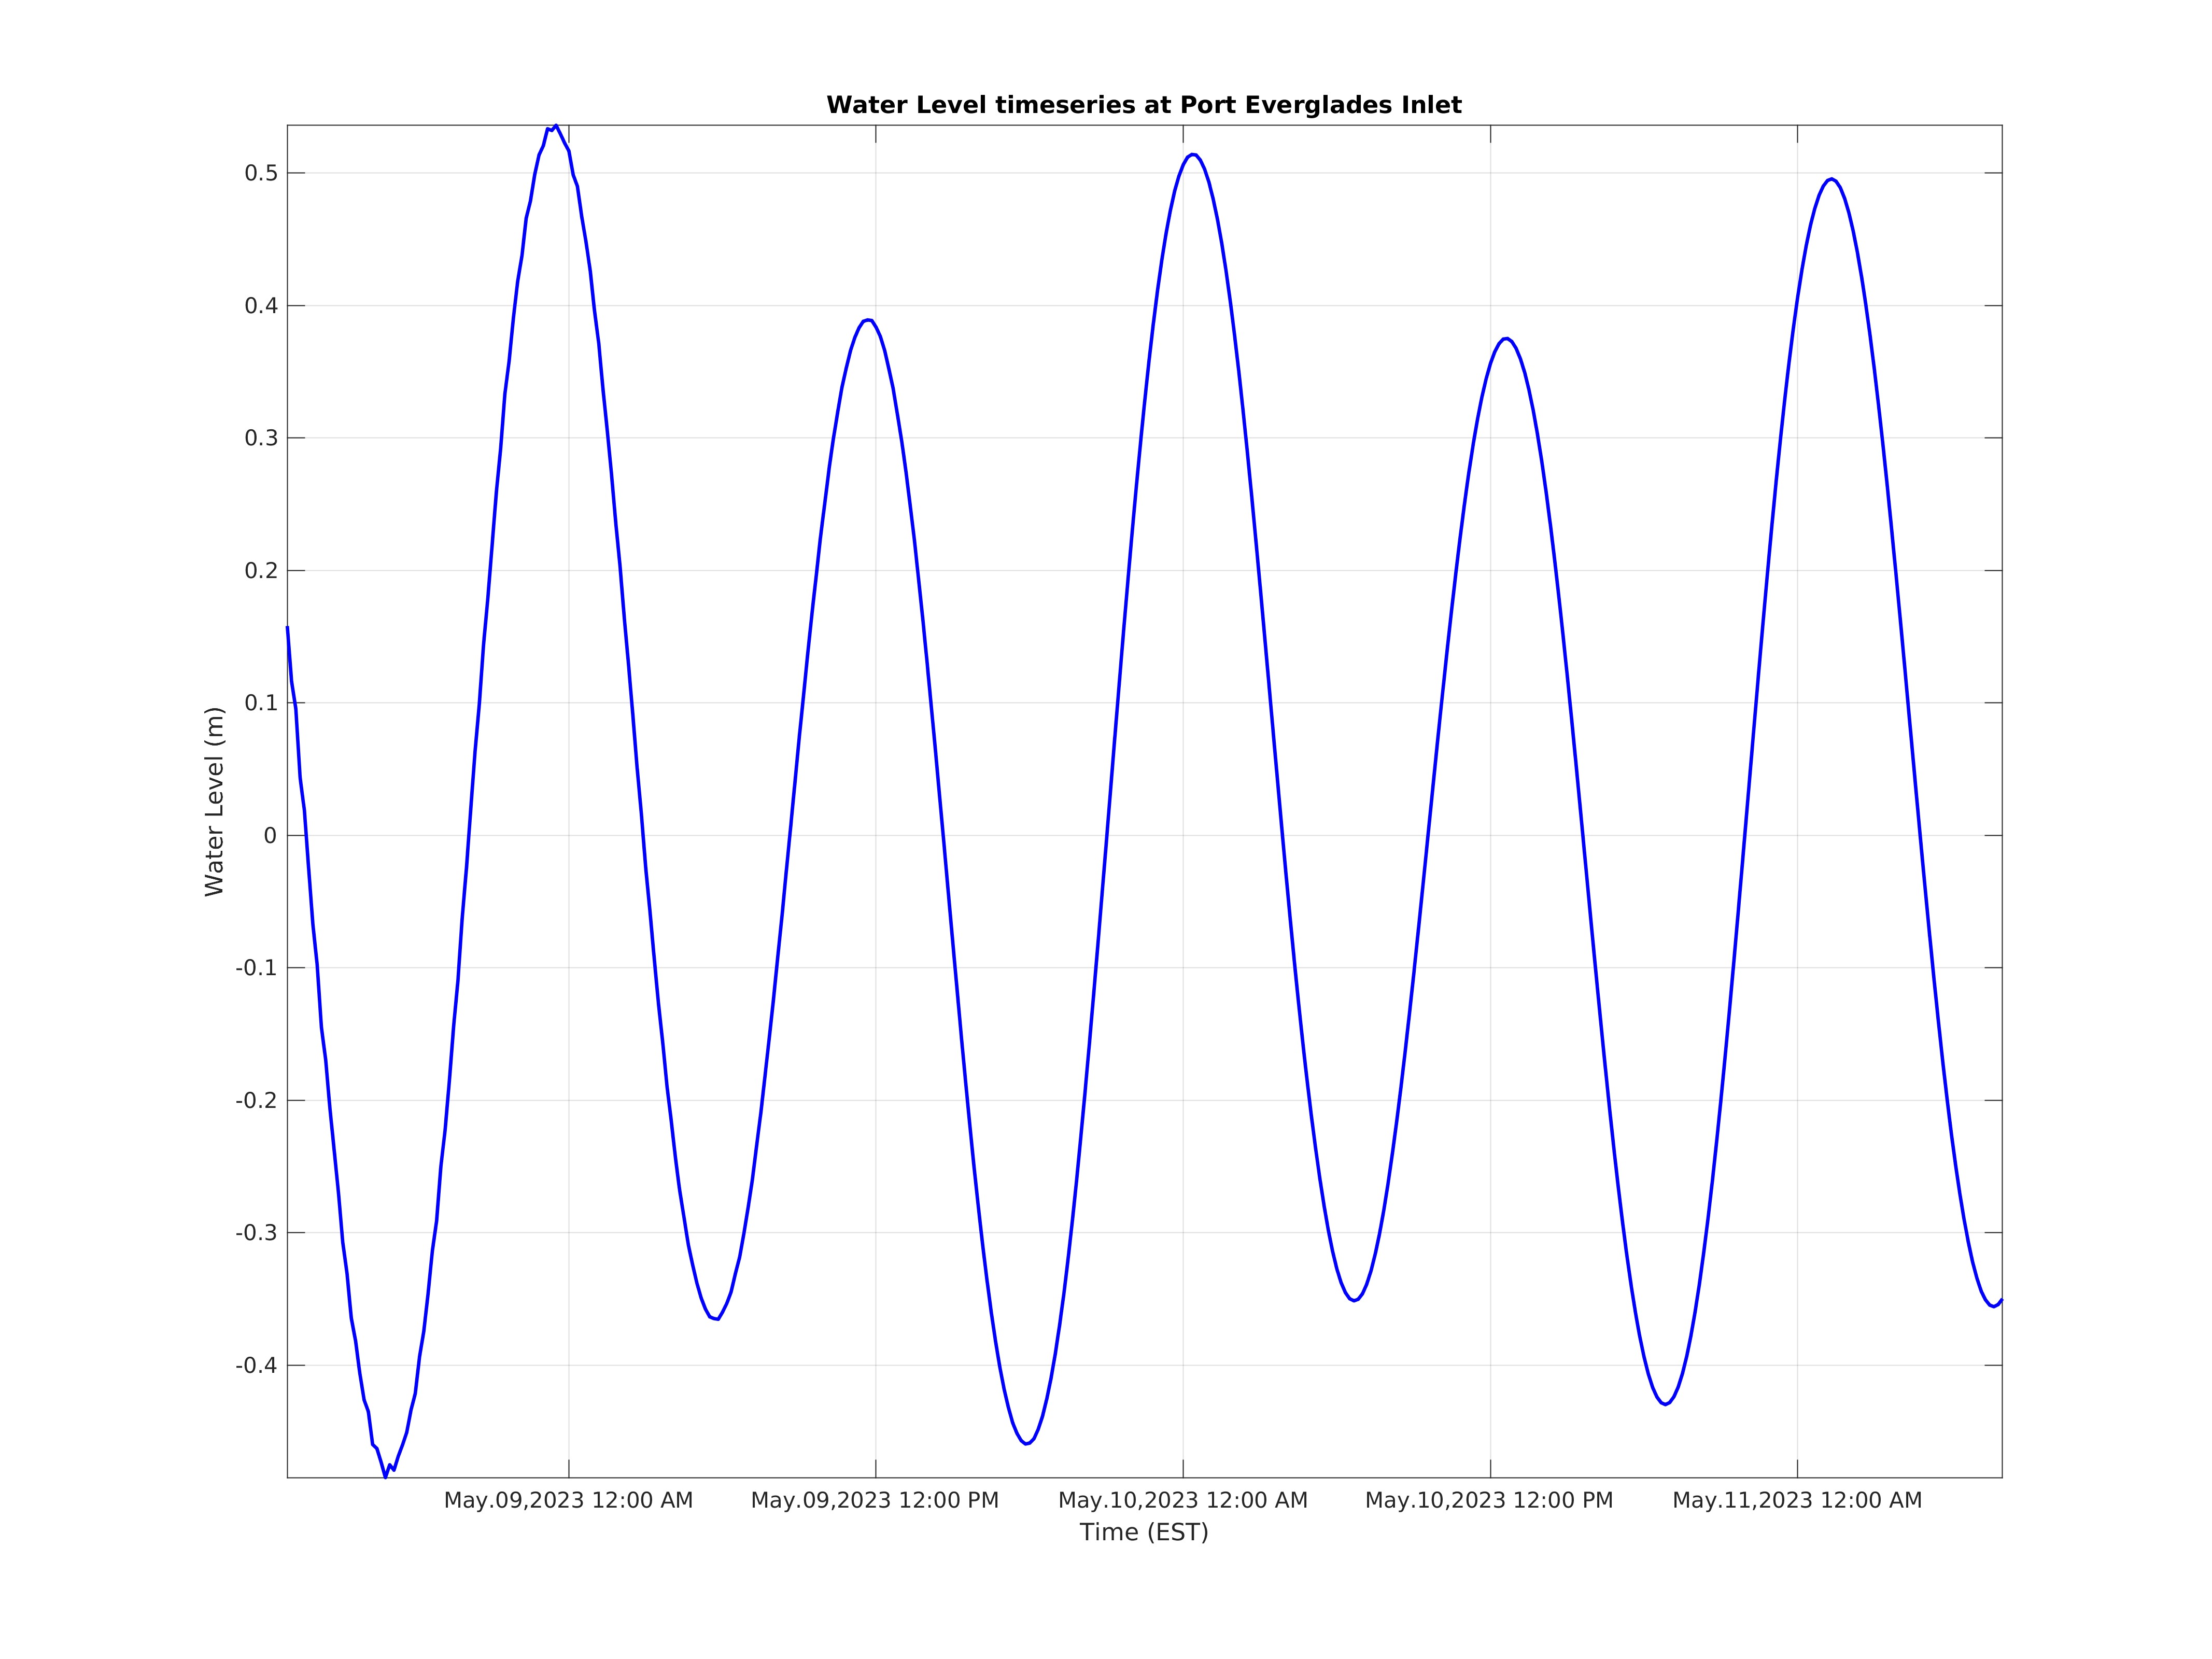 Water Level timeseries at Port Everglades Inlet
0.5
0.4
0.3
0.2
0.1
0
-0.1
-0.2
-0.3
-0.4
Water Level (m)
May.09,2023 12:00 AM May.09,2023 12:00 PM May.10,2023 12:00 AM May.10,2023 12:00 PM May.11,2023 12:00 AM
Time (EST)